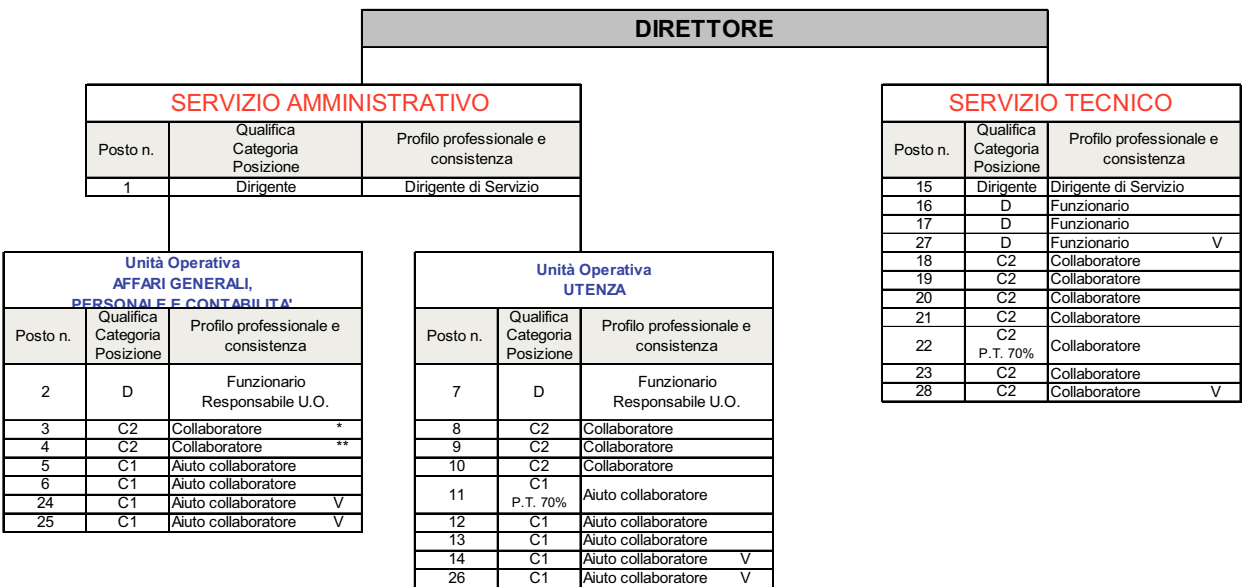 DIRETTORE
SERVIZIO AMMINISTRATIVO
Posto n.
Qualifica
Categoria
Posizione
Profilo professionale e
consistenza
1 Dirigente Dirigente di Servizio
Unità Operativa
AFFARI GENERALI,
PERSONALE E CONTABILITA'
Posto n.
Qualifica
Categoria
Posizione
Profilo professionale e
consistenza
2 D Funzionario
Responsabile U.O.
3 C2 Collaboratore *
4 C2 Collaboratore **
5 C1 Aiuto collaboratore
6 C1 Aiuto collaboratore
24 C1 Aiuto collaboratore V
25 C1 Aiuto collaboratore V
Unità Operativa
UTENZA
Posto n.
Qualifica
Categoria
Posizione
Profilo professionale e
consistenza
7 D Funzionario
Responsabile U.O.
8 C2 Collaboratore
9 C2 Collaboratore
10 C2 Collaboratore
11 C1
P.T. 70%
Aiuto collaboratore
12 C1 Aiuto collaboratore
13 C1 Aiuto collaboratore
14 C1 Aiuto collaboratore V
26 C1 Aiuto collaboratore V
SERVIZIO TECNICO
Posto n.
Qualifica
Categoria
Posizione
Profilo professionale e
consistenza
15 Dirigente Dirigente di Servizio
16 D Funzionario
17 D Funzionario
27 D Funzionario V
18 C2 Collaboratore
19 C2 Collaboratore
20 C2 Collaboratore
21 C2 Collaboratore
22 C2
P.T. 70%
Collaboratore
23 C2 Collaboratore
28 C2 Collaboratore V